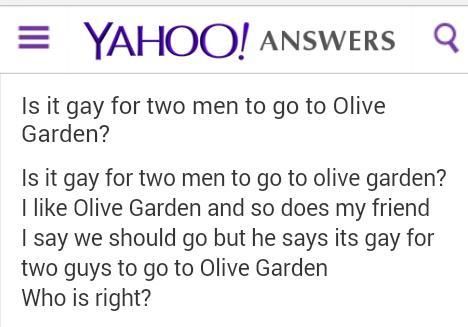 YAHOO! ANSWERS
Is it gay for two men to go to Olive
Garden?
Is it gay for two men to go to olive garden?
I like Olive Garden and so does my friend
I say we should go but he says its gay for
two guys to go to Olive Garden
Who is right?